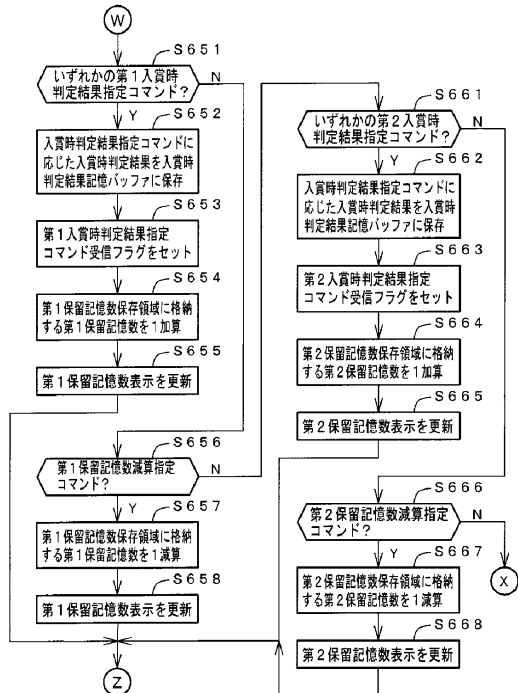 W
S651
いずれかの第1入賞時
判定結果指定コマンド?
N
Y
S652
入賞時判定結果指定コマンドに
応じた入賞時判定結果を入賞時
判定結果記憶バッファに保存
S653
第1入賞時判定結果指定
コマンド受信フラグをセット
S654
第1保留記憶数保存領域に格納
する第1保留記憶数を1加算
S655
第1保留記憶数表示を更新
S656
第1保留記憶数減算指定
コマンド?
N
Y
S657
第1保留記憶数保存領域に格納
する第1保留記憶数を1減算
S658
第1保留記憶数表示を更新
Z
S661
いずれかの第2入賞時
判定結果指定コマンド?
N
Y
S662
入賞時判定結果指定コマンドに
応じた入賞時判定結果を入賞時
判定結果記憶バッファに保存
S663
第2入賞時判定結果指定
コマンド受信フラグをセット
S664
第2保留記憶数保存領域に格納
する第2保留記憶数を1加算
S665
第2保留記憶数表示を更新
S666
第2保留記憶数減算指定
コマンド?
N
Y
X
S667
第2保留記憶数保存領域に格納
する第2保留記憶数を1減算
S668
第2保留記憶数表示を更新